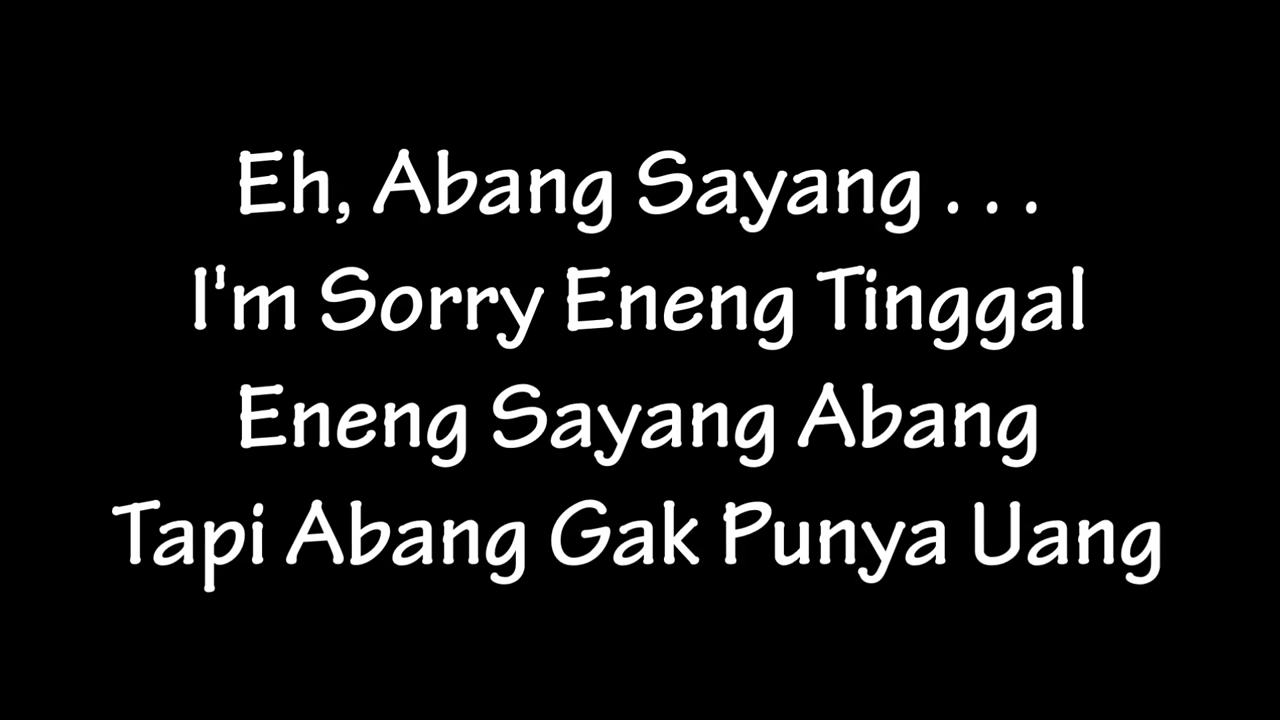 Eh, Abang Sayang . . .
I'm Sorry Eneng Tinggal
Eneng Sayang Abang
Tapi Abang Gak Punya Uang